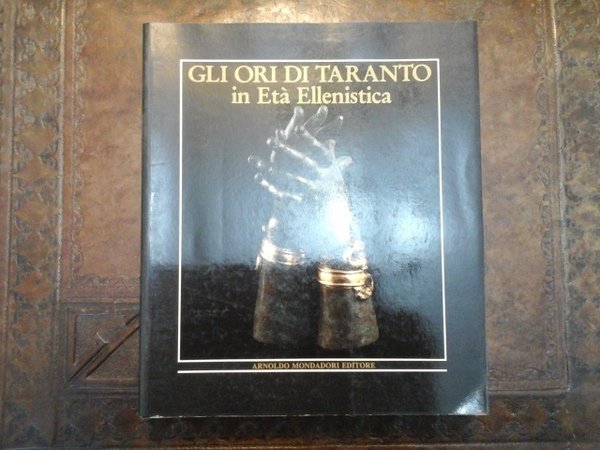 GLI ORI DI TARANTO
in Età Ellenistica
ARNOLDO MONDADORI EDITORE